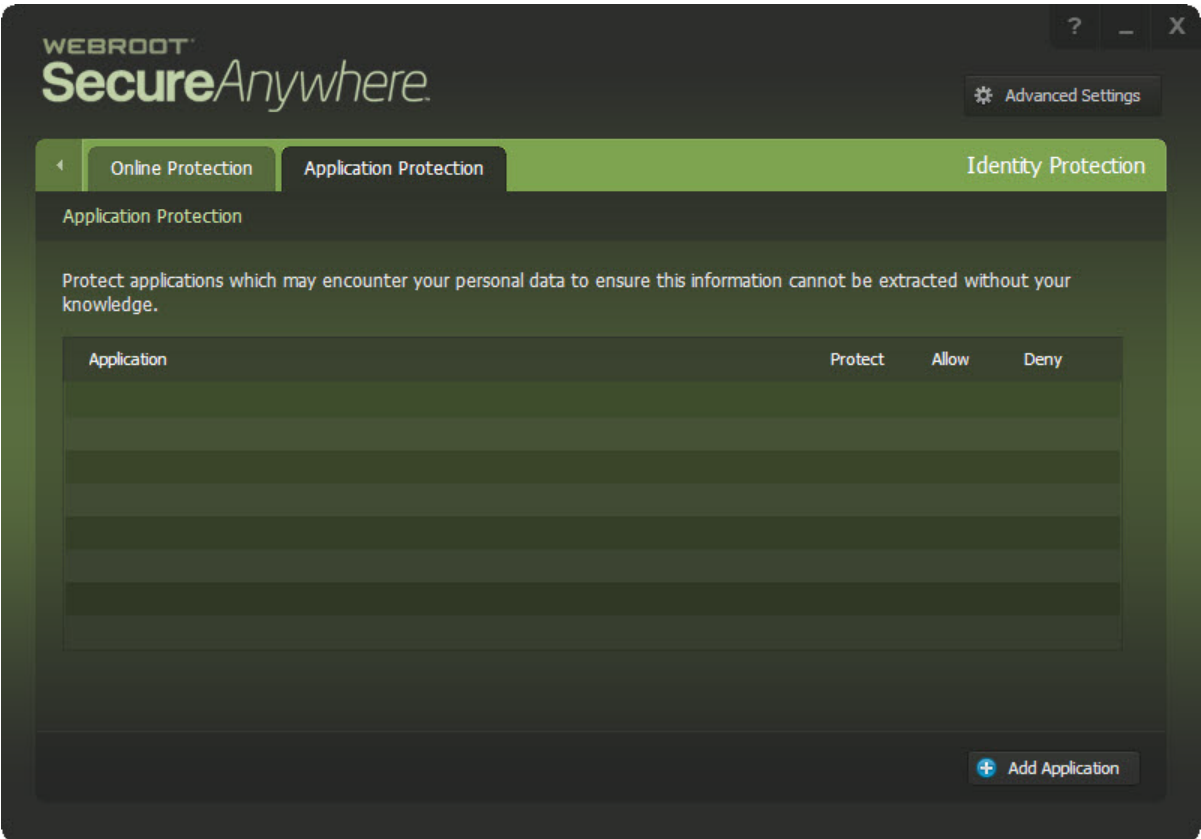 ? _ X
WEBROOT
SecureAnywhere™
Advanced Settings
Online Protection Application Protection Identity Protection
Application Protection
Protect applications which may encounter your personal data to ensure this information cannot be extracted without your
knowledge.
Application Protect Allow Deny
Add Application